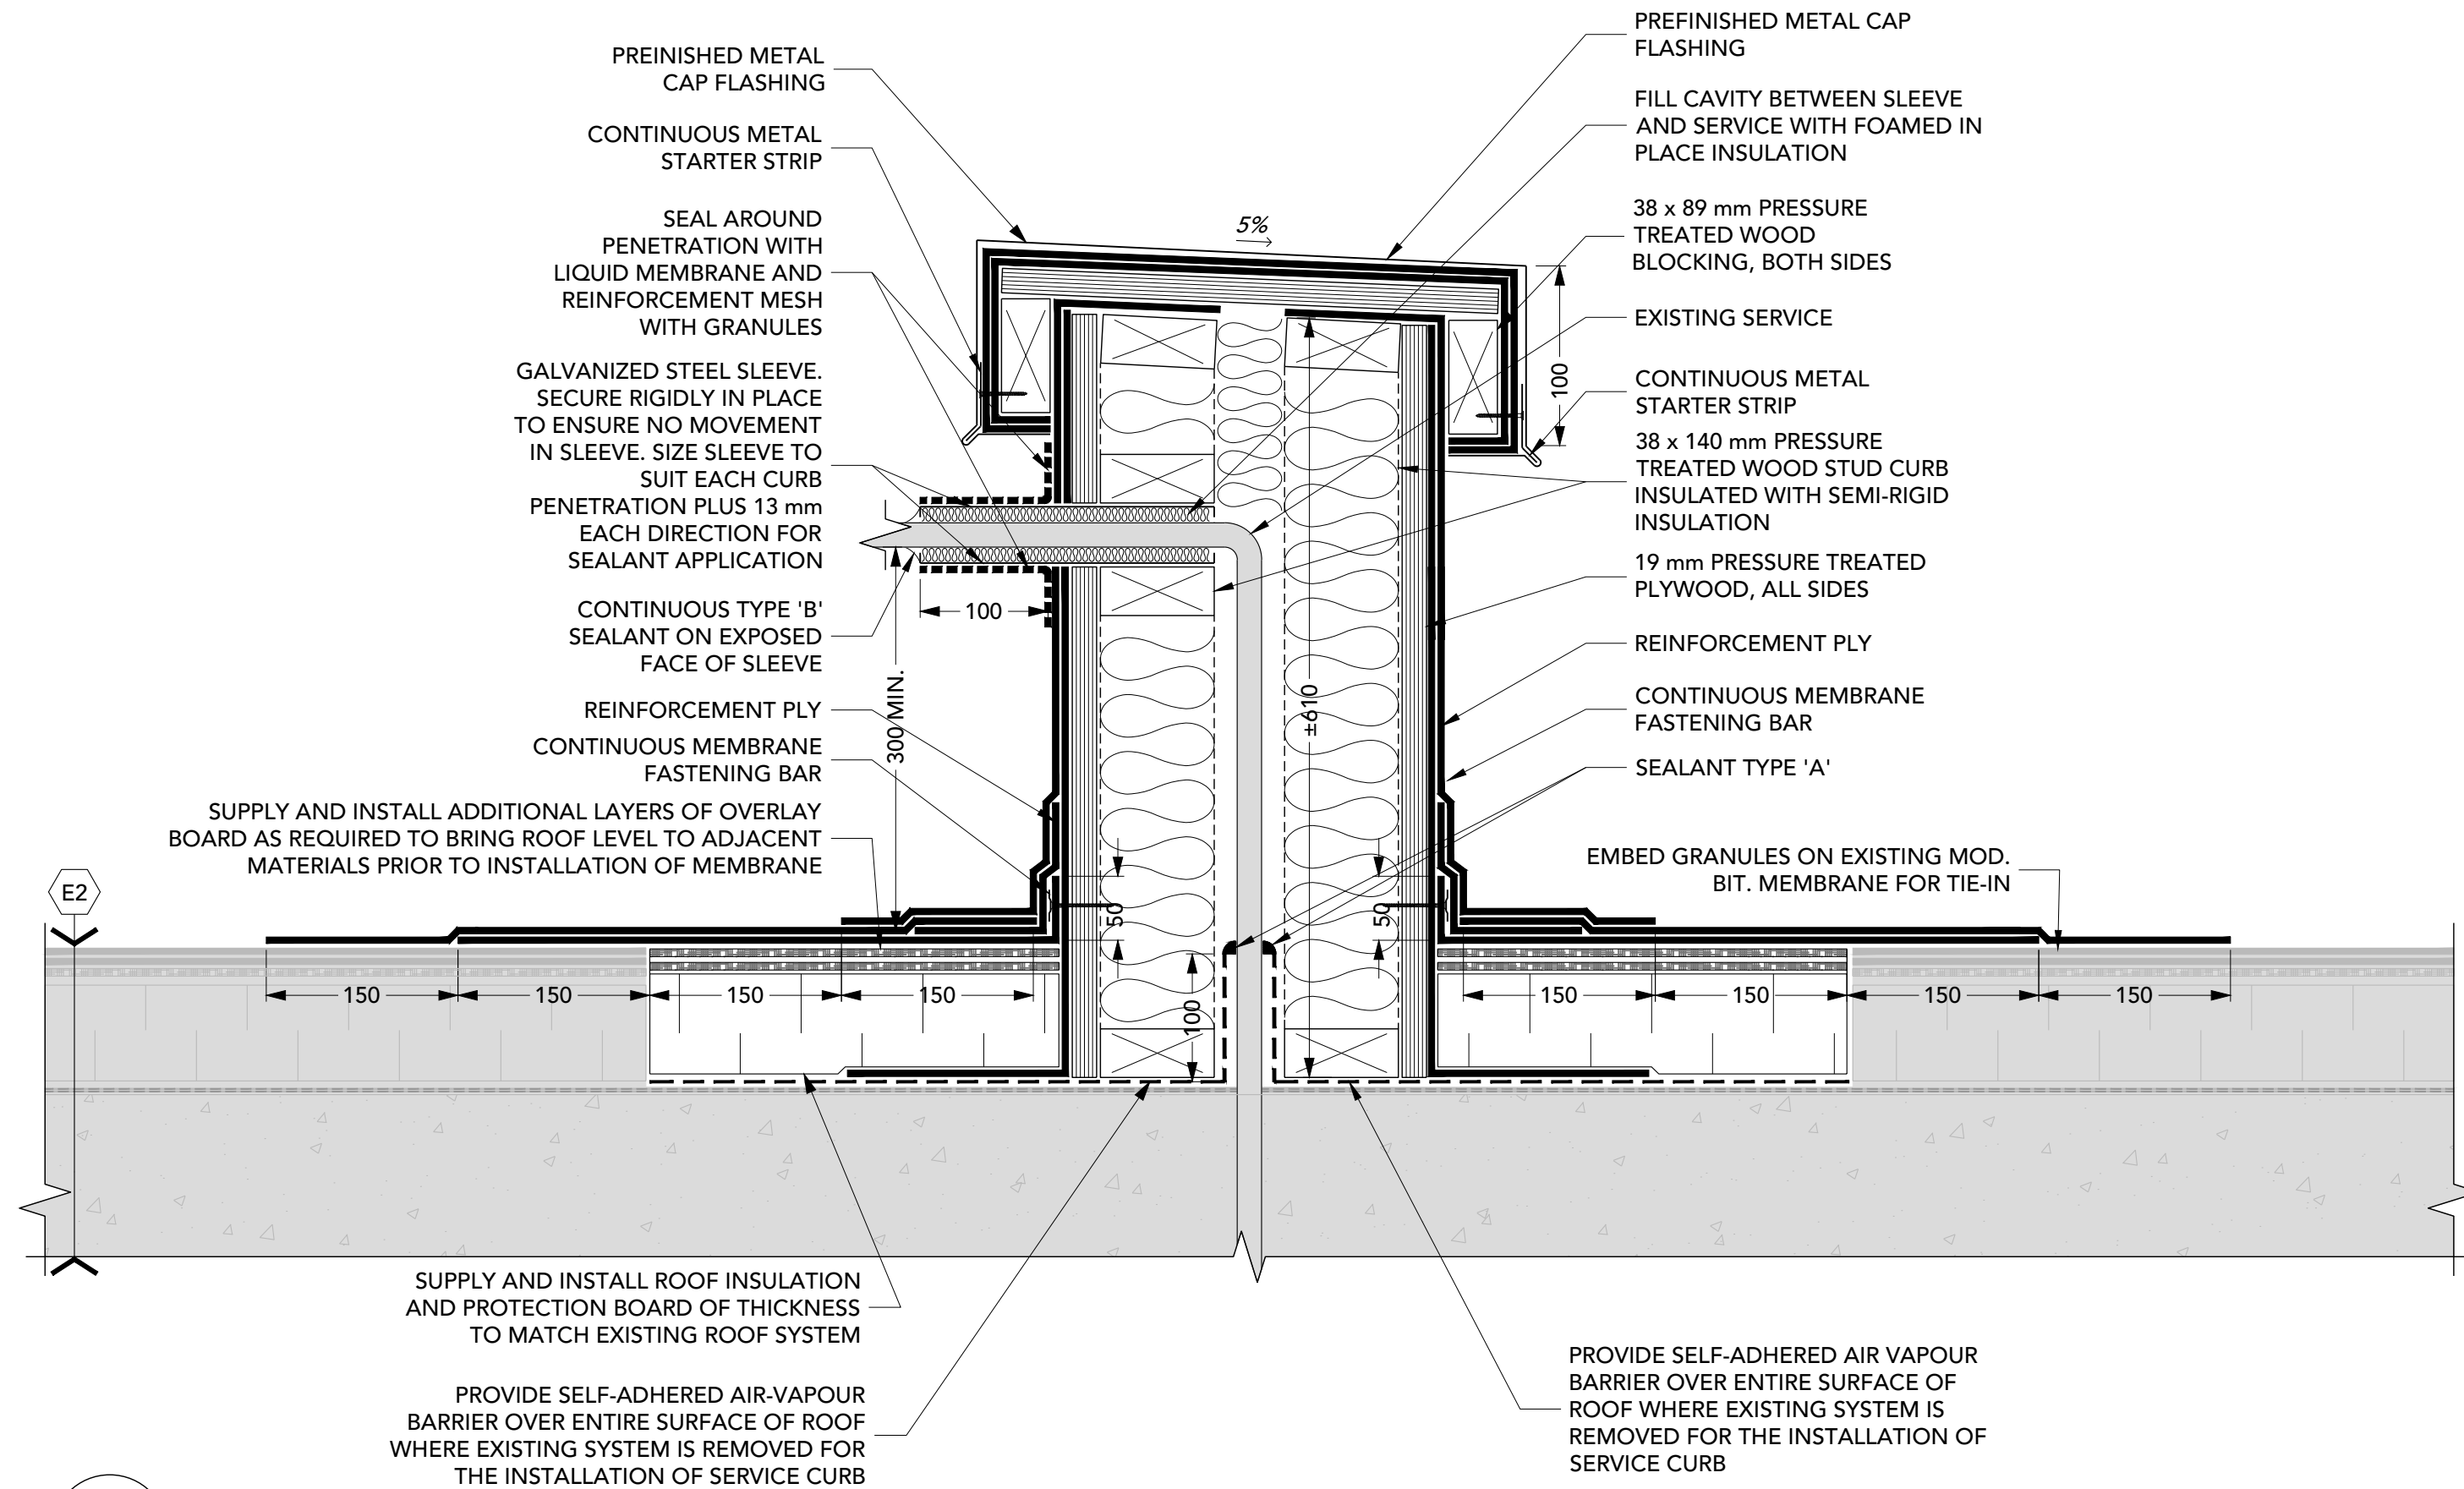 PREINISHED METAL
CAP FLASHING
CONTINUOUS METAL
STARTER STRIP
SEAL AROUND
PENETRATION WITH
LIQUID MEMBRANE AND
REINFORCEMENT MESH
WITH GRANULES
GALVANIZED STEEL SLEEVE.
SECURE RIGIDLY IN PLACE
TO ENSURE NO MOVEMENT
IN SLEEVE. SIZE SLEEVE TO
SUIT EACH CURB
PENETRATION PLUS 13 mm
EACH DIRECTION FOR
SEALANT APPLICATION
CONTINUOUS TYPE 'B'
SEALANT ON EXPOSED
FACE OF SLEEVE
REINFORCEMENT PLY
CONTINUOUS MEMBRANE
FASTENING BAR
SUPPLY AND INSTALL ADDITIONAL LAYERS OF OVERLAY
BOARD AS REQUIRED TO BRING ROOF LEVEL TO ADJACENT
MATERIALS PRIOR TO INSTALLATION OF MEMBRANE
E2
5%
100
100
300 MIN.
±610
50
50
100
150
150
150
150
150
150
150
150
PREFINISHED METAL CAP
FLASHING
FILL CAVITY BETWEEN SLEEVE
AND SERVICE WITH FOAMED IN
PLACE INSULATION
38 x 89 mm PRESSURE
TREATED WOOD
BLOCKING, BOTH SIDES
EXISTING SERVICE
CONTINUOUS METAL
STARTER STRIP
38 x 140 mm PRESSURE
TREATED WOOD STUD CURB
INSULATED WITH SEMI-RIGID
INSULATION
19 mm PRESSURE TREATED
PLYWOOD, ALL SIDES
REINFORCEMENT PLY
CONTINUOUS MEMBRANE
FASTENING BAR
SEALANT TYPE 'A'
EMBED GRANULES ON EXISTING MOD.
BIT. MEMBRANE FOR TIE-IN
SUPPLY AND INSTALL ROOF INSULATION
AND PROTECTION BOARD OF THICKNESS
TO MATCH EXISTING ROOF SYSTEM
PROVIDE SELF-ADHERED AIR-VAPOUR
BARRIER OVER ENTIRE SURFACE OF ROOF
WHERE EXISTING SYSTEM IS REMOVED FOR
THE INSTALLATION OF SERVICE CURB
PROVIDE SELF-ADHERED AIR VAPOUR
BARRIER OVER ENTIRE SURFACE OF
ROOF WHERE EXISTING SYSTEM IS
REMOVED FOR THE INSTALLATION OF
SERVICE CURB